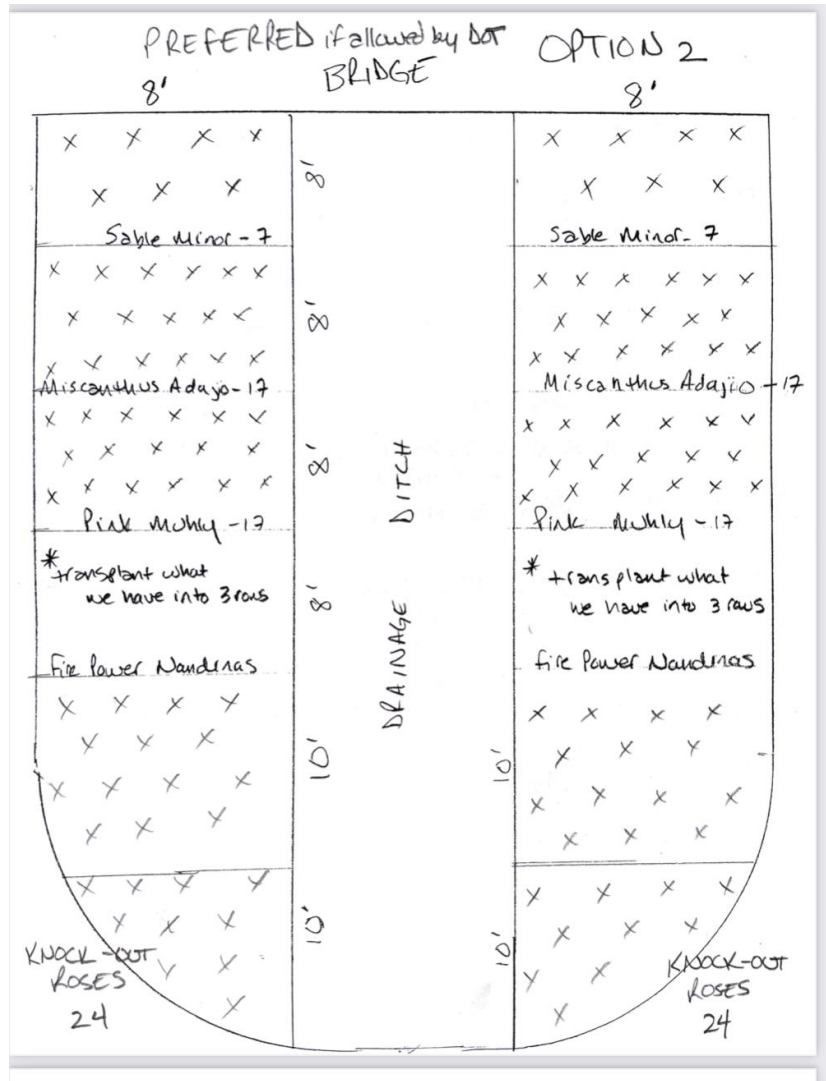 PREFERRED if allowed by DOT
OPTION 2
BRIDGE
8'
8'
8'
Sable Minor - 7
Sable Minor - 7
8'
Miscanthus Adajo - 17
Miscanthus Adajio - 17
8'
Pink Muhly - 17
Pink Muhly - 17
DRAINAGE DITCH
* transplant what
we have into 3 rows
8'
* transplant what
we have into 3 rows
Fire Power Nandinas
fire Power Nandinas
10'
10'
10'
10'
KNOCK-OUT
ROSES
24
KNOCK-OUT
ROSES
24